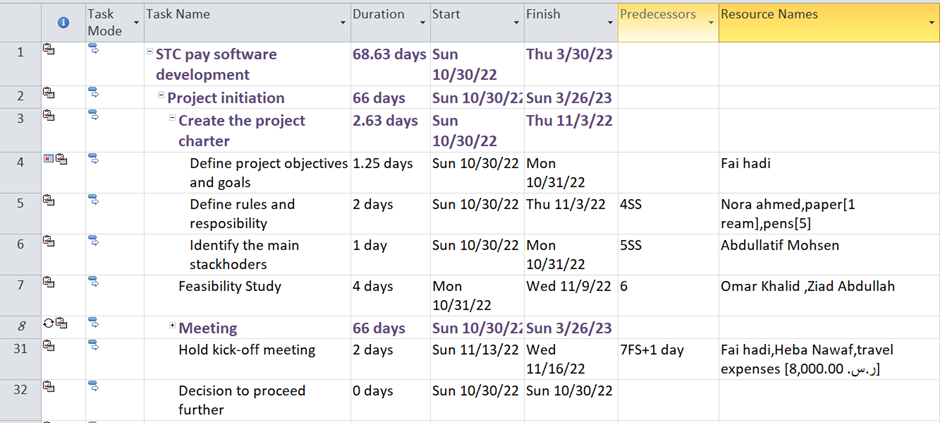 Task Mode Task Name Duration Start Finish Predecessors Resource Names
1 STC pay software development 68.63 days Sun 10/30/22 Thu 3/30/23
2 Project initiation 66 days Sun 10/30/22 Sun 3/26/23
3 Create the project charter 2.63 days Sun 10/30/22 Thu 11/3/22
4 Define project objectives and goals 1.25 days Sun 10/30/22 Mon 10/31/22 Fai hadi
5 Define rules and resposibility 2 days Sun 10/30/22 Thu 11/3/22 4SS Nora ahmed,paper[1 ream],pens[5]
6 Identify the main stackhoders 1 day Sun 10/30/22 Mon 10/31/22 5SS Abdullatif Mohsen
7 Feasibility Study 4 days Mon 10/31/22 Wed 11/9/22 6 Omar Khalid ,Ziad Abdullah
8 Meeting 66 days Sun 10/30/22 Sun 3/26/23
31 Hold kick-off meeting 2 days Sun 11/13/22 Wed 11/16/22 7FS+1 day Fai hadi,Heba Nawaf,travel expenses [8,000.00 ر.س.]
32 Decision to proceed further 0 days Sun 10/30/22 Sun 10/30/22